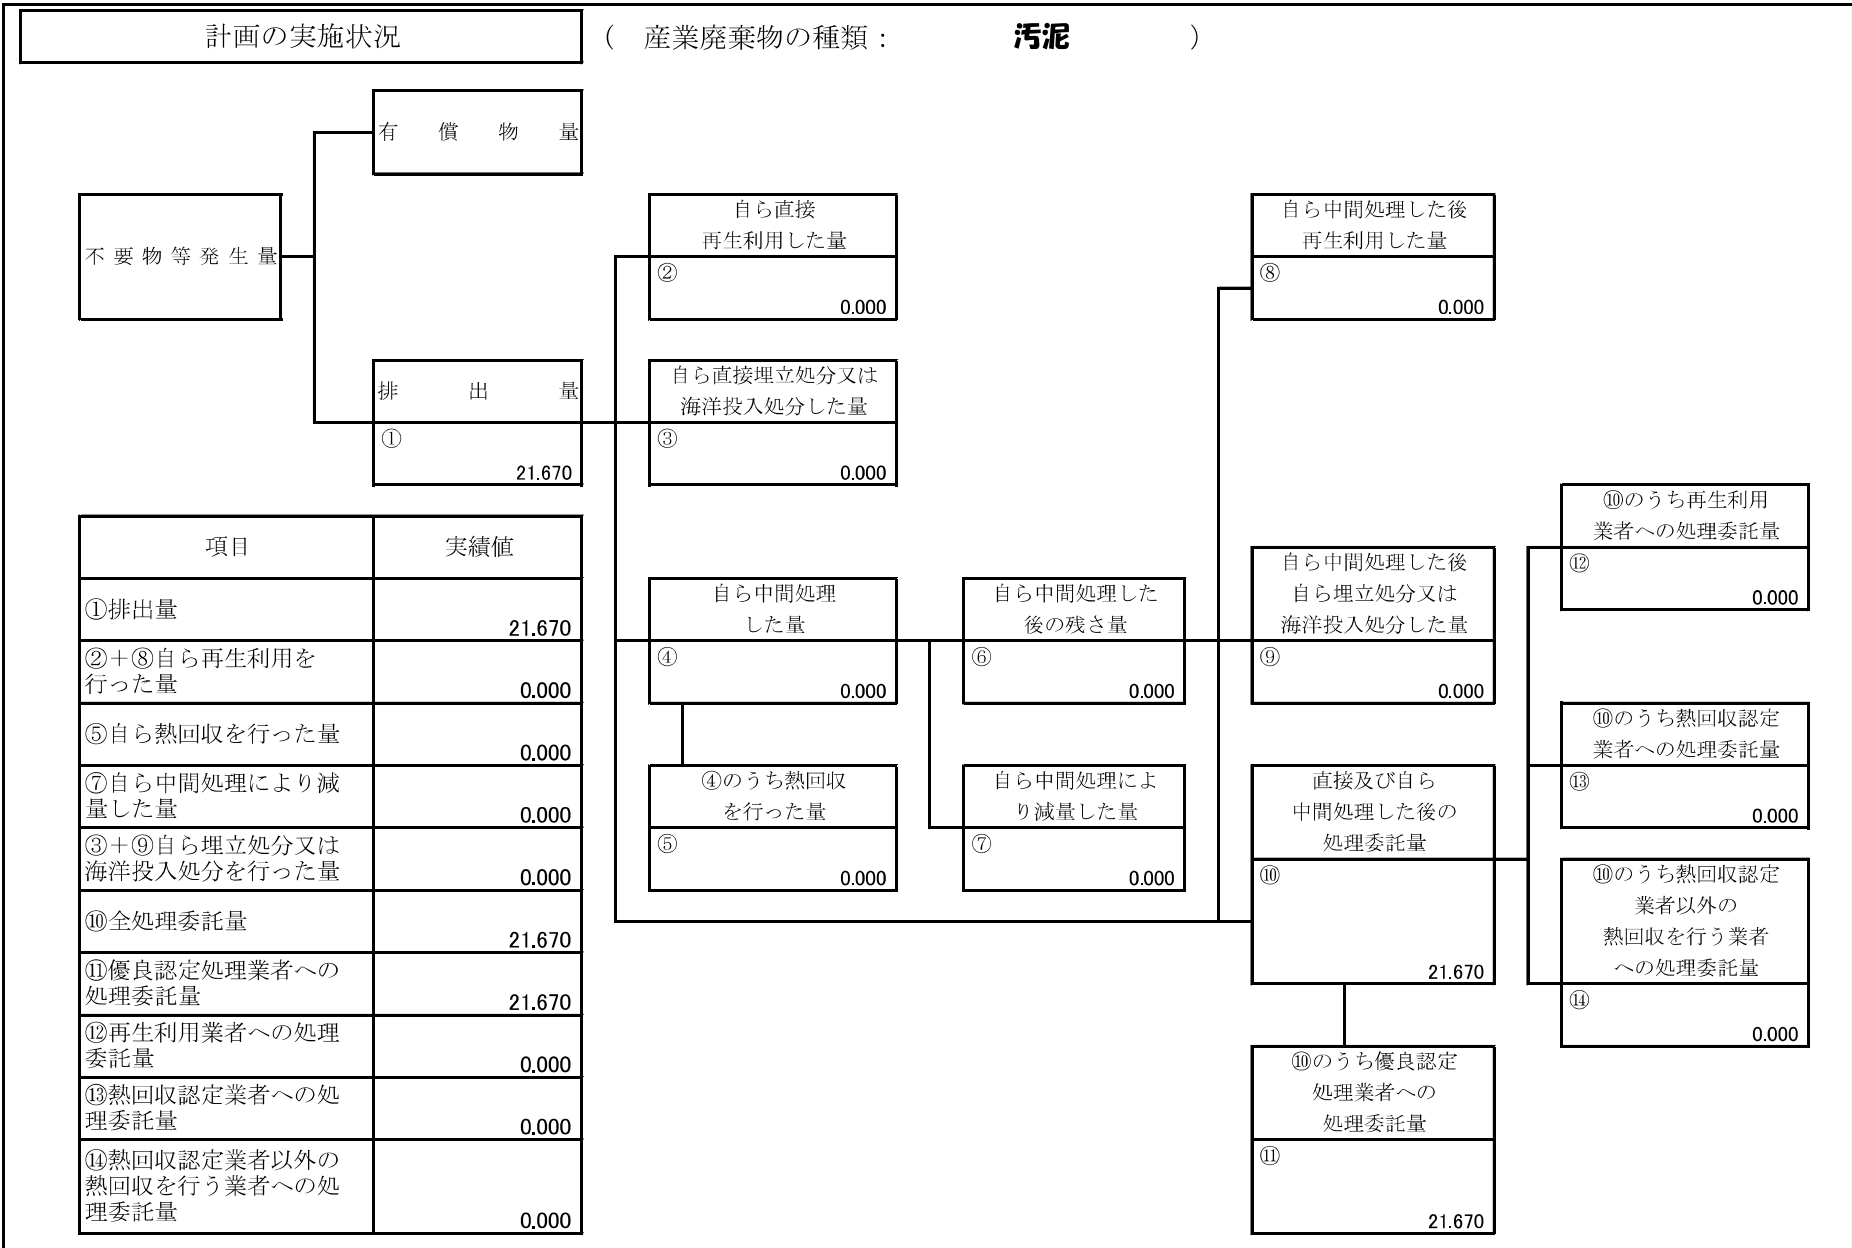 計画の実施状況
（　産業廃棄物の種類：　汚泥　）
有償物量
不要物等発生量
自ら直接
再生利用した量
②
0.000
自ら中間処理した後
再生利用した量
⑧
0.000
排出量
①
21.670
自ら直接埋立処分又は
海洋投入処分した量
③
0.000
項目　実績値
①排出量
21.670
②＋⑧自ら再生利用を
行った量
0.000
⑤自ら熱回収を行った量
0.000
⑦自ら中間処理により減
量した量
0.000
③＋⑨自ら埋立処分又は
海洋投入処分を行った量
0.000
⑩全処理委託量
21.670
⑪優良認定処理業者への
処理委託量
21.670
⑫再生利用業者への処理
委託量
0.000
⑬熱回収認定業者への処
理委託量
0.000
⑭熱回収認定業者以外の
熱回収を行う業者への処
理委託量
0.000
自ら中間処理
した量
④
0.000
④のうち熱回収
を行った量
⑤
0.000
自ら中間処理した
後の残さ量
⑥
0.000
自ら中間処理によ
り減量した量
⑦
0.000
自ら中間処理した後
自ら埋立処分又は
海洋投入処分した量
⑨
0.000
直接及び自ら
中間処理した後の
処理委託量
⑩
21.670
⑩のうち優良認定
処理業者への
処理委託量
⑪
21.670
⑩のうち再生利用
業者への処理委託量
⑫
0.000
⑩のうち熱回収認定
業者への処理委託量
⑬
0.000
⑩のうち熱回収認定
業者以外の
熱回収を行う業者
への処理委託量
⑭
0.000